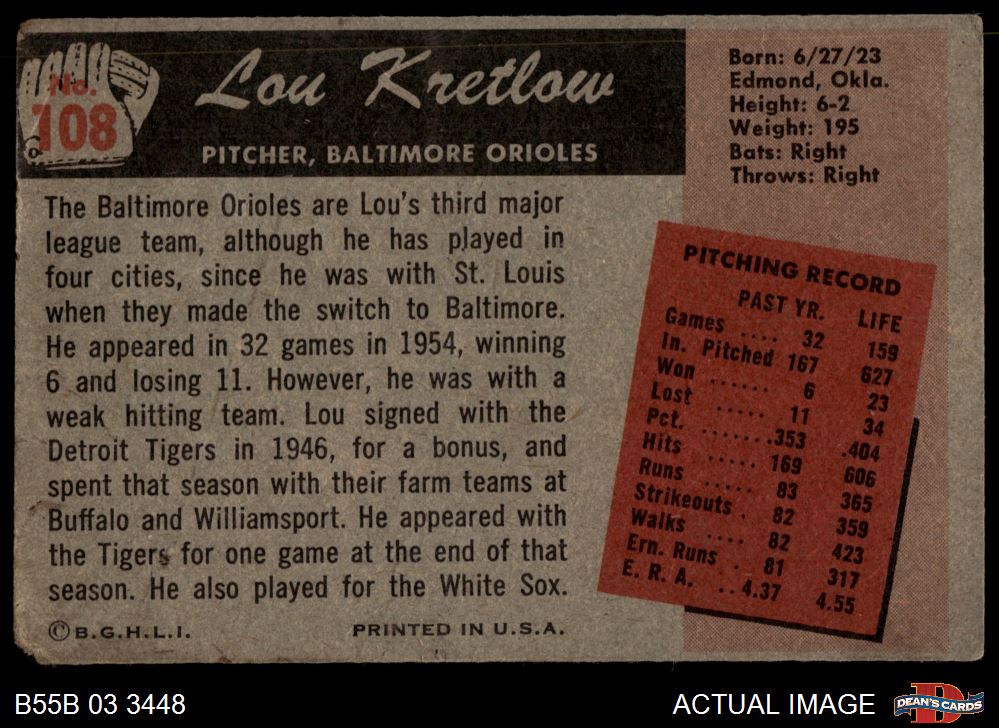 No.
108
Lou Kretlow
PITCHER, BALTIMORE ORIOLES
Born: 6/27/23
Edmond, Okla.
Height: 6-2
Weight: 195
Bats: Right
Throws: Right
The Baltimore Orioles are Lou's third major
league team, although he has played in
four cities, since he was with St. Louis
when they made the switch to Baltimore.
He appeared in 32 games in 1954, winning
6 and losing 11. However, he was with a
weak hitting team. Lou signed with the
Detroit Tigers in 1946, for a bonus, and
spent that season with their farm teams at
Buffalo and Williamsport. He appeared with
the Tigers for one game at the end of that
season. He also played for the White Sox.
©B.G.H.L.I. PRINTED IN U.S.A.
PITCHING RECORD
PAST YR. LIFE
Games .... 32 159
In. Pitched 167 627
Won ...... 6 23
Lost ..... 11 34
Pct. .......353 .404
Hits ..... 169 606
Runs ..... 83 365
Strikeouts . 82 359
Walks .... 82 423
Ern. Runs . 81 317
E. R. A. ..4.37 4.55
B55B 03 3448
ACTUAL IMAGE
DEAN'S CARDS